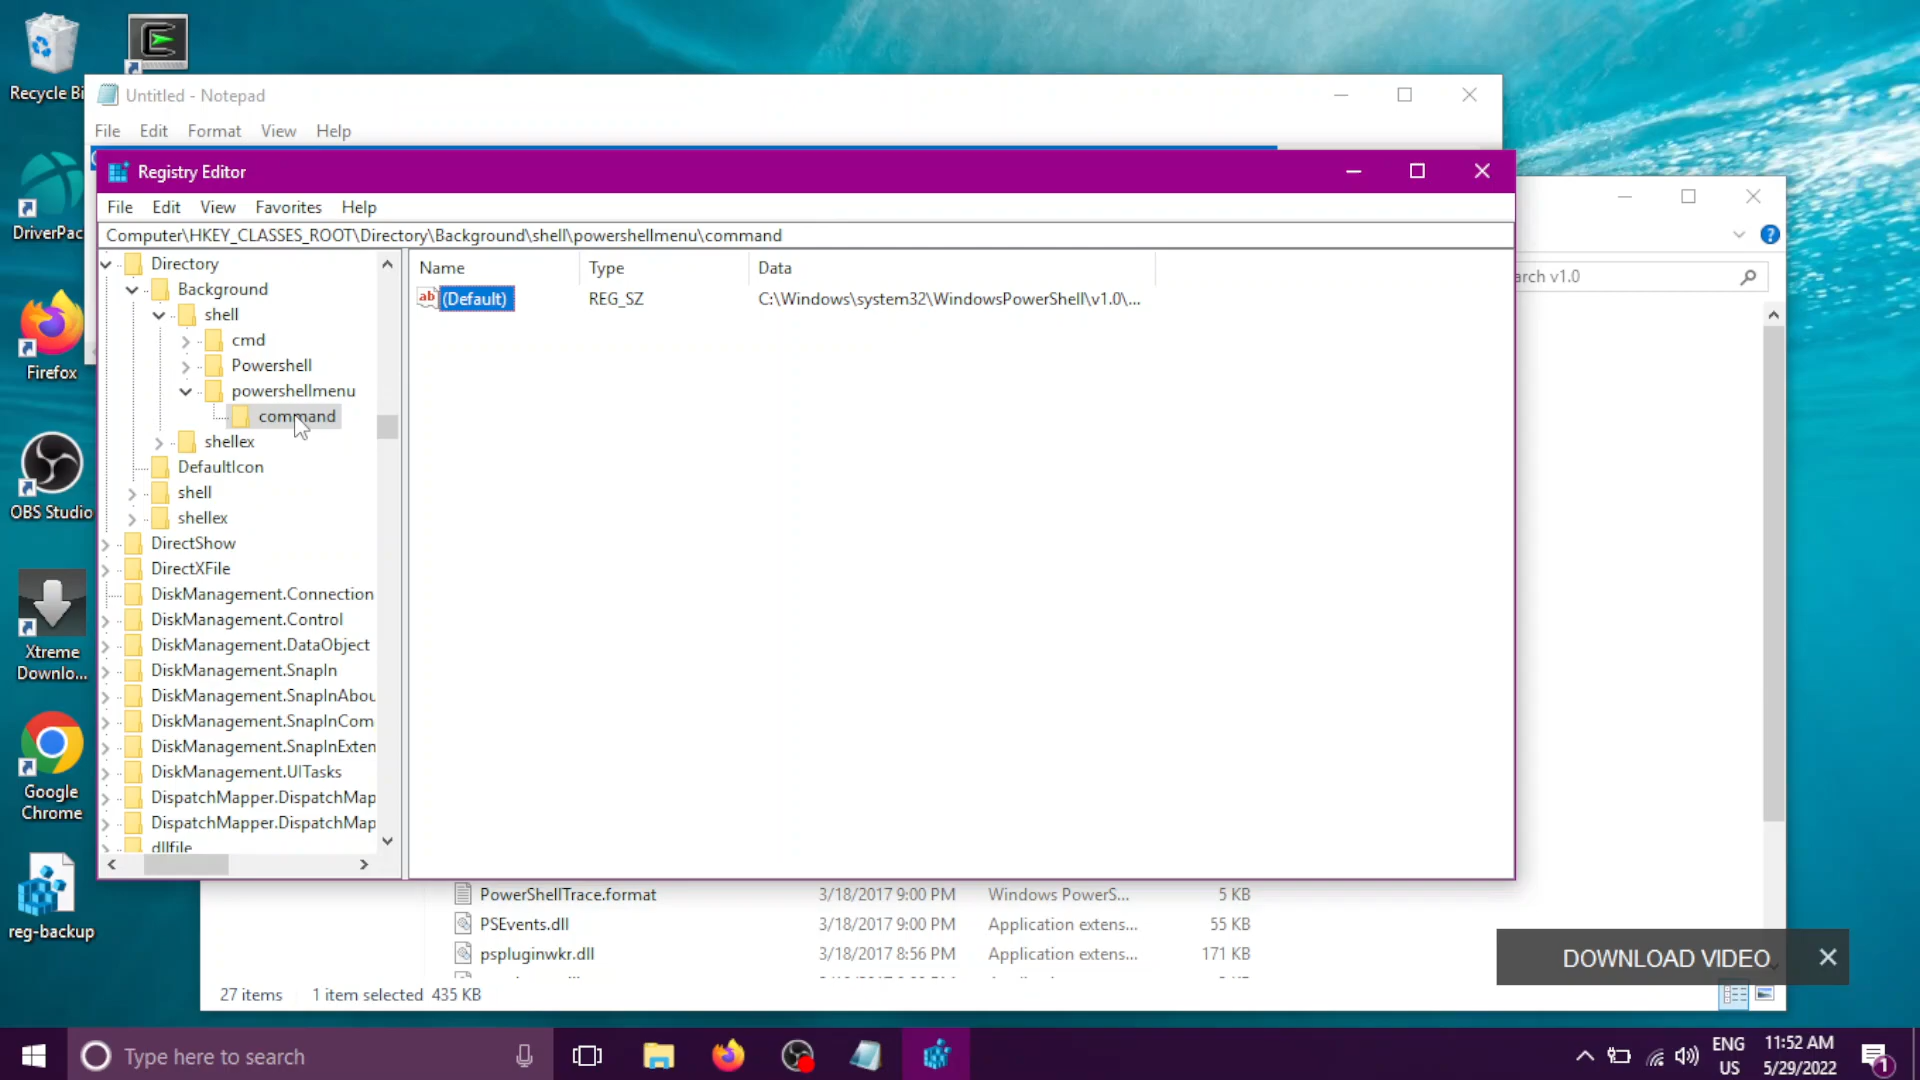 Recycle Bi
Untitled - Notepad
File Edit Format View Help
DriverPac
Firefox
OBS Studio
Xtreme
Downlo...
Google
Chrome
reg-backup
Registry Editor
File Edit View Favorites Help
Computer\HKEY_CLASSES_ROOT\Directory\Background\shell\powershellmenu\command
Directory
Background
shell
cmd
Powershell
powershellmenu
command
shellex
DefaultIcon
shell
shellex
DirectShow
DirectXFile
DiskManagement.Connection
DiskManagement.Control
DiskManagement.DataObject
DiskManagement.SnapIn
DiskManagement.SnapInAbou
DiskManagement.SnapInCom
DiskManagement.SnapInExten
DiskManagement.UITasks
DispatchMapper.DispatchMap
DispatchMapper.DispatchMap
dllfile
Name Type Data
ab (Default) REG_SZ C:\Windows\system32\WindowsPowerShell\v1.0\...
arch v1.0
PowerShellTrace.format 3/18/2017 9:00 PM Windows PowerS... 5 KB
PSEvents.dll 3/18/2017 9:00 PM Application extens... 55 KB
pspluginwkr.dll 3/18/2017 8:56 PM Application extens... 171 KB
27 items 1 item selected 435 KB
DOWNLOAD VIDEO
Type here to search
ENG
US
11:52 AM
5/29/2022
1